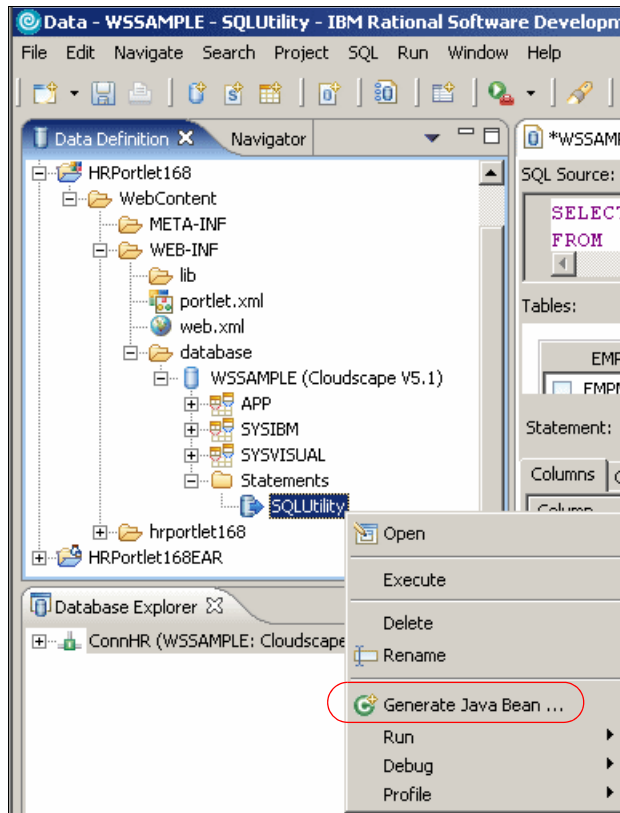 Data - WSSAMPLE - SQLUtility - IBM Rational Software Developm
File Edit Navigate Search Project SQL Run Window Help
Data Definition Navigator
HRPortlet168
WebContent
META-INF
WEB-INF
lib
portlet.xml
web.xml
database
WSSAMPLE (Cloudscape V5.1)
APP
SYSIBM
SYSVISUAL
Statements
SQLUtility
hrportlet168
HRPortlet168EAR
Database Explorer
ConnHR (WSSAMPLE: Cloudscape
*WSSAMP
SQL Source:
SELECT
FROM
Tables:
EMP
EMPN
Statement:
Columns
Column
Open
Execute
Delete
Rename
Generate Java Bean ...
Run
Debug
Profile